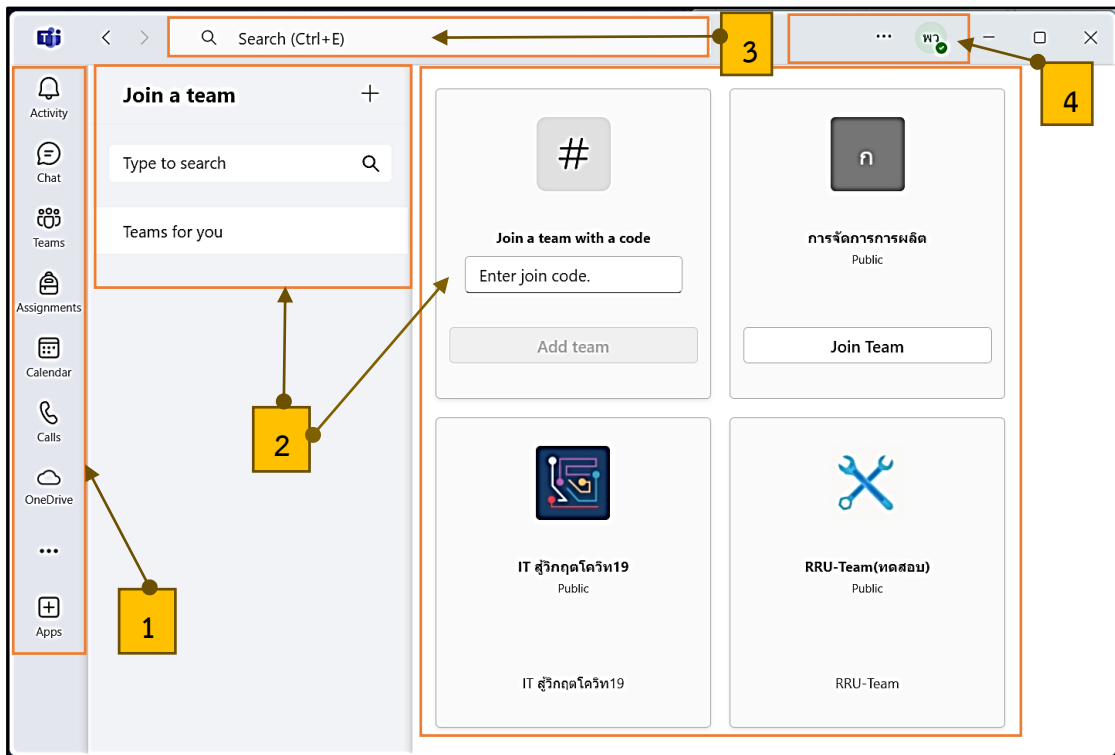 Search (Ctrl+E)
3
พว
4
Activity
Chat
Teams
Assignments
Calendar
Calls
OneDrive
Apps
1
Join a team
Type to search
Teams for you
2
#
Join a team with a code
Enter join code.
Add team
ก
การจัดการการผลิต
Public
Join Team
IT สู้วิกฤตโควิท19
Public
IT สู้วิกฤตโควิท19
RRU-Team(ทดสอบ)
Public
RRU-Team